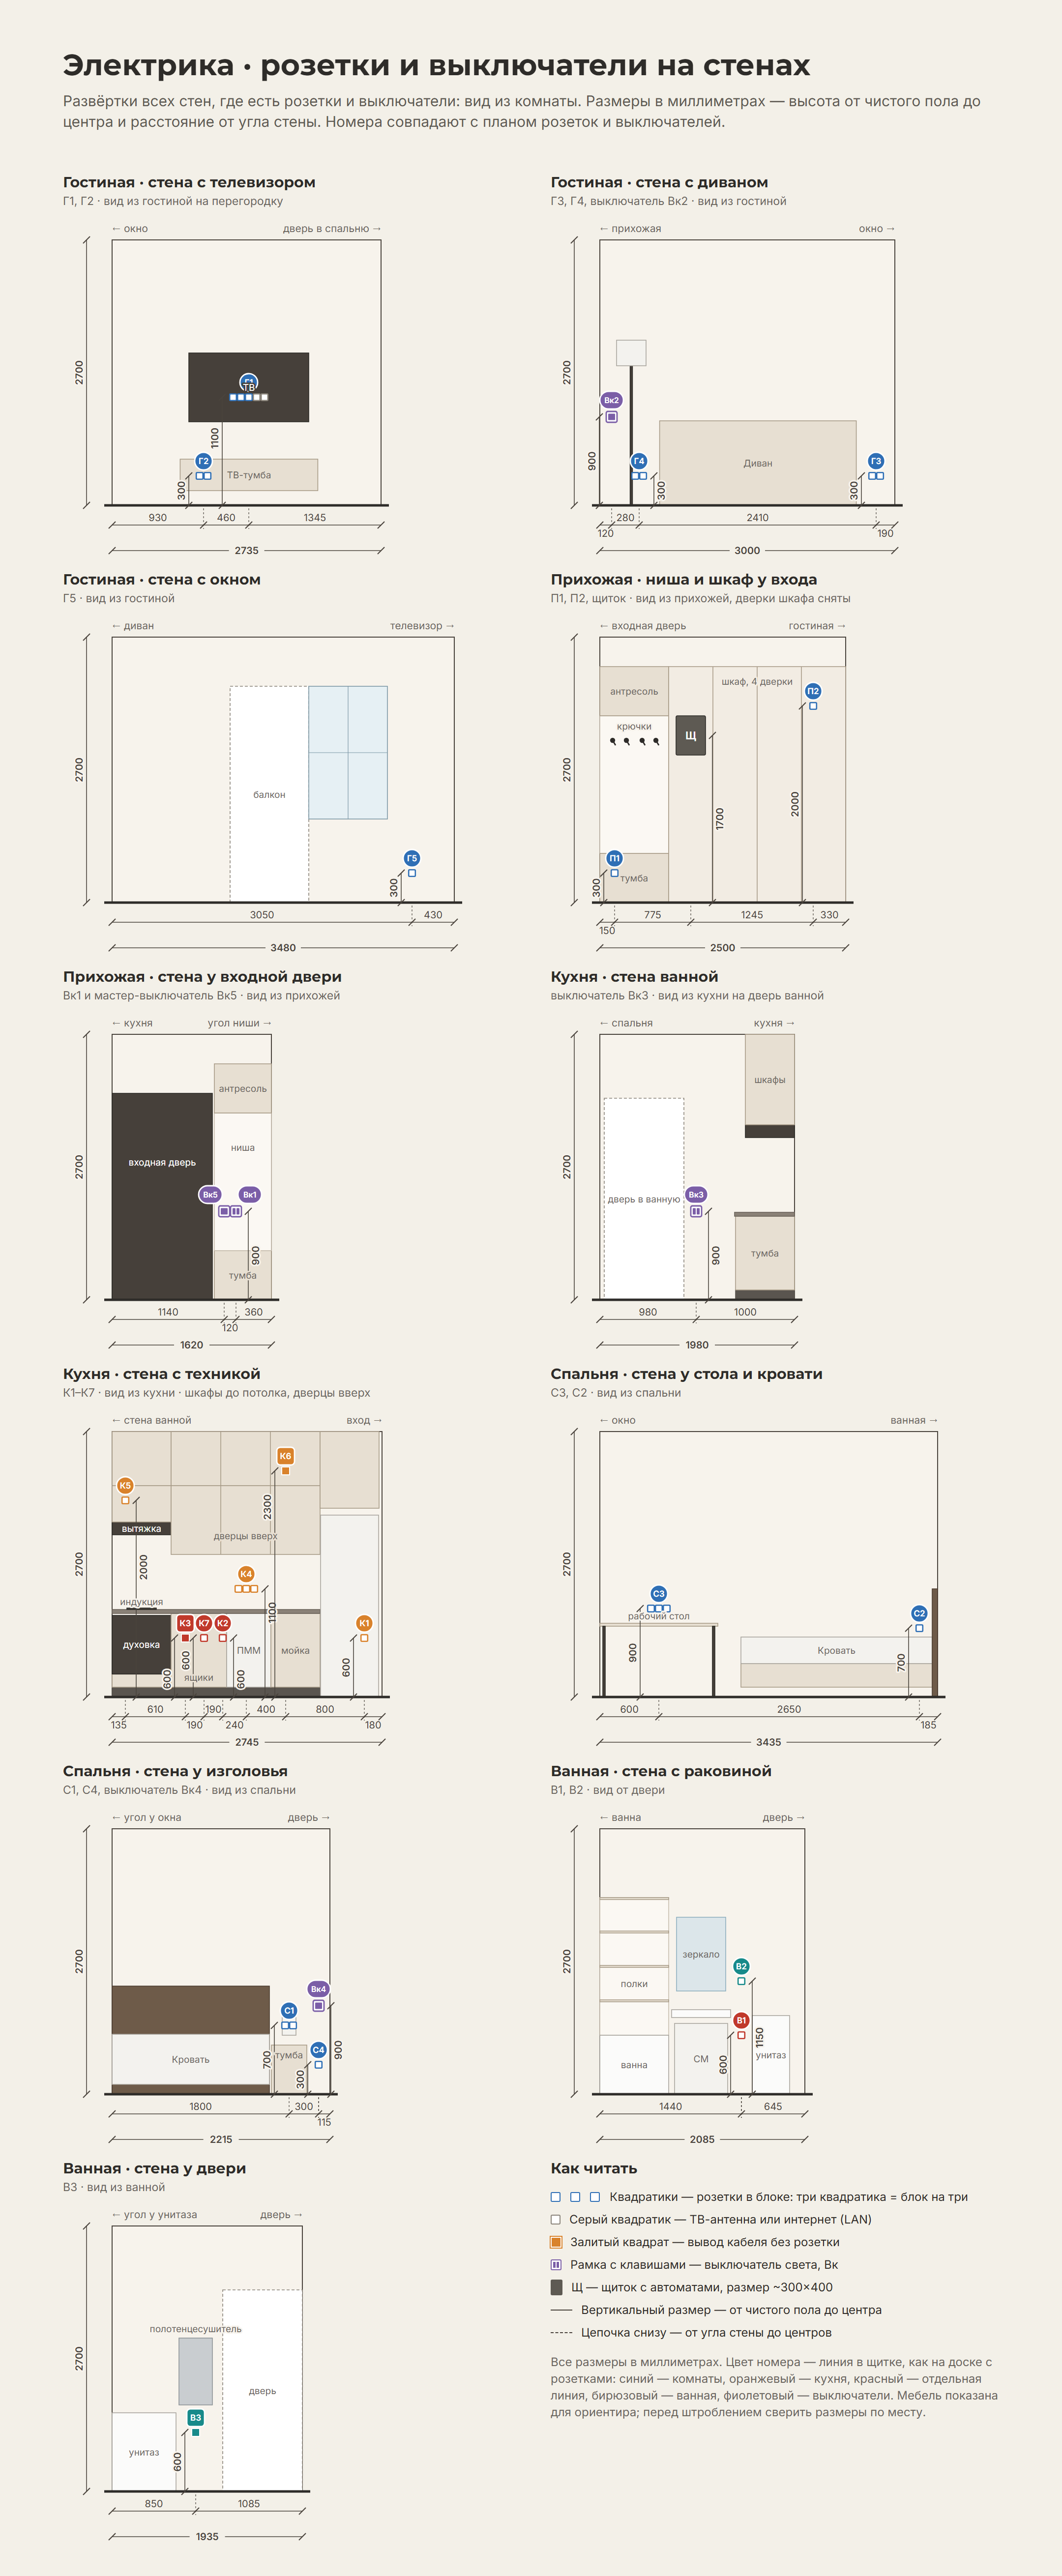 Электрика · розетки и выключатели на стенах
Развёртки всех стен, где есть розетки и выключатели: вид из комнаты. Размеры в миллиметрах — высота от чистого пола до
центра и расстояние от угла стены. Номера совпадают с планом розеток и выключателей.
Гостиная · стена с телевизором
Г1, Г2 · вид из гостиной на перегородку
← окно
дверь в спальню →
2700
ТВ
1100
Г2
ТВ-тумба
300
930
460
1345
2735
Гостиная · стена с диваном
Г3, Г4, выключатель Вк2 · вид из гостиной
← прихожая
окно →
2700
Вк2
900
Г4
Диван
Г3
300
300
280
2410
120
190
3000
Гостиная · стена с окном
Г5 · вид из гостиной
← диван
телевизор →
2700
балкон
Г5
300
3050
430
3480
Прихожая · ниша и шкаф у входа
П1, П2, щиток · вид из прихожей, дверки шкафа сняты
← входная дверь
гостиная →
2700
шкаф, 4 дверки
антресоль
П2
крючки
Щ
2000
1700
П1
тумба
300
775
1245
330
150
2500
Прихожая · стена у входной двери
Вк1 и мастер-выключатель Вк5 · вид из прихожей
← кухня
угол ниши →
2700
антресоль
ниша
входная дверь
Вк5
Вк1
900
тумба
1140
360
120
1620
Кухня · стена ванной
выключатель Вк3 · вид из кухни на дверь ванной
← спальня
кухня →
2700
шкафы
дверь в ванную
Вк3
900
тумба
980
1000
1980
Кухня · стена с техникой
К1–К7 · вид из кухни · шкафы до потолка, дверцы вверх
← стена ванной
вход →
2700
К6
К5
2300
вытяжка
дверцы вверх
2000
К4
индукция
1100
К3
К7
К2
К1
духовка
ПММ
мойка
600
600
600
600
ящики
610
190
400
800
135
190
240
180
2745
Спальня · стена у стола и кровати
С3, С2 · вид из спальни
← окно
ванная →
2700
С3
рабочий стол
С2
900
Кровать
700
600
2650
185
3435
Спальня · стена у изголовья
С1, С4, выключатель Вк4 · вид из спальни
← угол у окна
дверь →
2700
Вк4
С1
С4
Кровать
тумба
700
300
900
1800
300
115
2215
Ванная · стена с раковиной
В1, В2 · вид от двери
← ванна
дверь →
2700
зеркало
В2
полки
В1
1150
унитаз
ванна
СМ
600
1440
645
2085
Ванная · стена у двери
В3 · вид из ванной
← угол у унитаза
дверь →
2700
полотенцесушитель
дверь
В3
унитаз
600
850
1085
1935
Как читать
Квадратики — розетки в блоке: три квадратика = блок на три
Серый квадратик — ТВ-антенна или интернет (LAN)
Залитый квадрат — вывод кабеля без розетки
Рамка с клавишами — выключатель света, Вк
Щ — щиток с автоматами, размер ~300×400
Вертикальный размер — от чистого пола до центра
Цепочка снизу — от угла стены до центров
Все размеры в миллиметрах. Цвет номера — линия в щитке, как на доске с
розетками: синий — комнаты, оранжевый — кухня, красный — отдельная
линия, бирюзовый — ванная, фиолетовый — выключатели. Мебель показана
для ориентира; перед штроблением сверить размеры по месту.